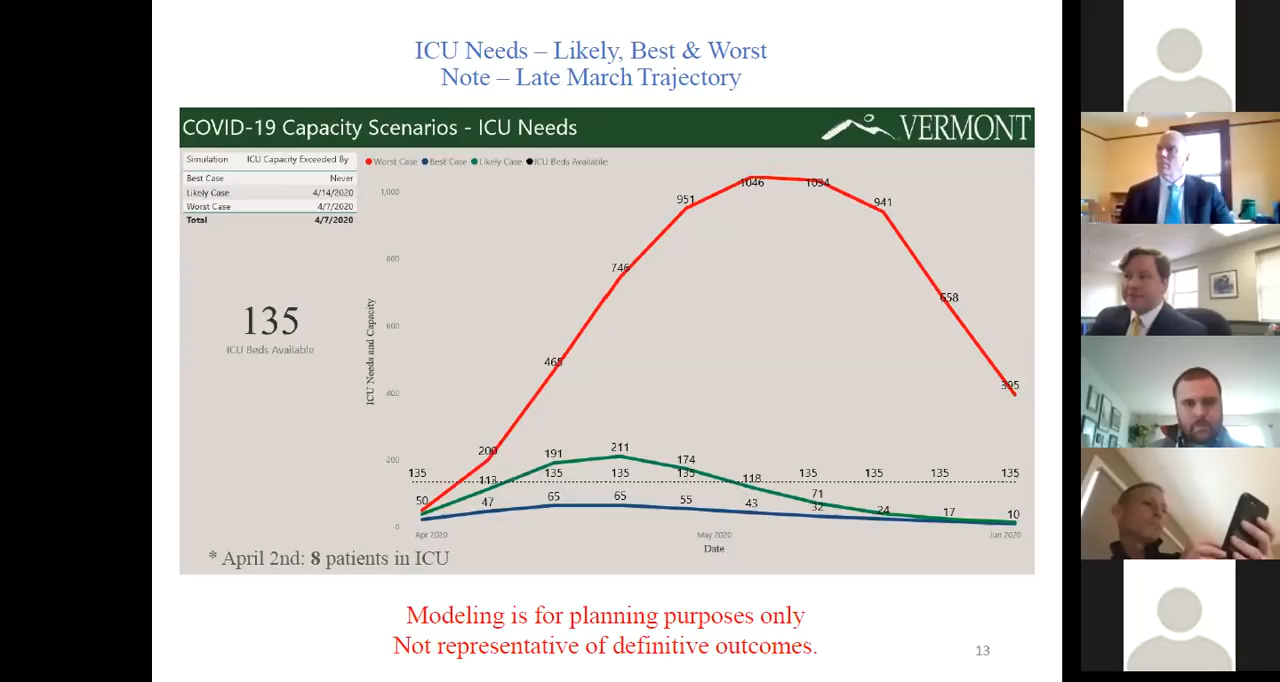 ICU Needs – Likely, Best & Worst
Note – Late March Trajectory
COVID-19 Capacity Scenarios - ICU Needs
VERMONT
Simulation ICU Capacity Exceeded By
Best Case Never
Likely Case 4/14/2020
Worst Case 4/7/2020
Total 4/7/2020
135
ICU Beds Available
Worst Case Best Case Likely Case ICU Beds Available
ICU Needs and Capacity
1,000
800
600
400
200
0
50 200 465 746 951 1046 1034 941 658 395
113 191 211 174 118 71 24 17 10
135 135 135 135 135 135 135 135
47 65 65 55 43 32
Apr 2020 May 2020 Jun 2020
Date
* April 2nd: 8 patients in ICU
Modeling is for planning purposes only
Not representative of definitive outcomes.
13